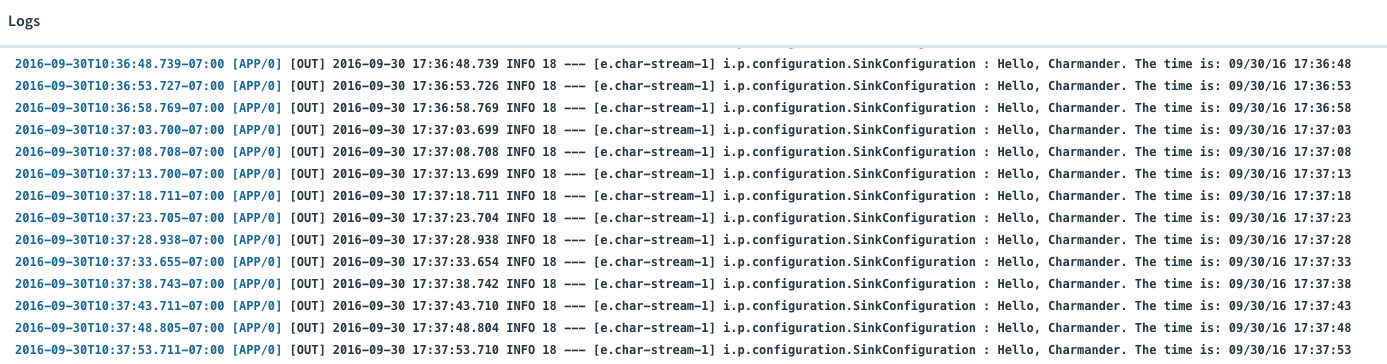 Logs
2016-09-30T10:36:48.739-07:00 [APP/0] [OUT] 2016-09-30 17:36:48.739 INFO 18 --- [e.char-stream-1] i.p.configuration.SinkConfiguration : Hello, Charmander. The time is: 09/30/16 17:36:48
2016-09-30T10:36:53.727-07:00 [APP/0] [OUT] 2016-09-30 17:36:53.726 INFO 18 --- [e.char-stream-1] i.p.configuration.SinkConfiguration : Hello, Charmander. The time is: 09/30/16 17:36:53
2016-09-30T10:36:58.769-07:00 [APP/0] [OUT] 2016-09-30 17:36:58.769 INFO 18 --- [e.char-stream-1] i.p.configuration.SinkConfiguration : Hello, Charmander. The time is: 09/30/16 17:36:58
2016-09-30T10:37:03.700-07:00 [APP/0] [OUT] 2016-09-30 17:37:03.699 INFO 18 --- [e.char-stream-1] i.p.configuration.SinkConfiguration : Hello, Charmander. The time is: 09/30/16 17:37:03
2016-09-30T10:37:08.708-07:00 [APP/0] [OUT] 2016-09-30 17:37:08.708 INFO 18 --- [e.char-stream-1] i.p.configuration.SinkConfiguration : Hello, Charmander. The time is: 09/30/16 17:37:08
2016-09-30T10:37:13.700-07:00 [APP/0] [OUT] 2016-09-30 17:37:13.699 INFO 18 --- [e.char-stream-1] i.p.configuration.SinkConfiguration : Hello, Charmander. The time is: 09/30/16 17:37:13
2016-09-30T10:37:18.711-07:00 [APP/0] [OUT] 2016-09-30 17:37:18.711 INFO 18 --- [e.char-stream-1] i.p.configuration.SinkConfiguration : Hello, Charmander. The time is: 09/30/16 17:37:18
2016-09-30T10:37:23.705-07:00 [APP/0] [OUT] 2016-09-30 17:37:23.704 INFO 18 --- [e.char-stream-1] i.p.configuration.SinkConfiguration : Hello, Charmander. The time is: 09/30/16 17:37:23
2016-09-30T10:37:28.938-07:00 [APP/0] [OUT] 2016-09-30 17:37:28.938 INFO 18 --- [e.char-stream-1] i.p.configuration.SinkConfiguration : Hello, Charmander. The time is: 09/30/16 17:37:28
2016-09-30T10:37:33.655-07:00 [APP/0] [OUT] 2016-09-30 17:37:33.654 INFO 18 --- [e.char-stream-1] i.p.configuration.SinkConfiguration : Hello, Charmander. The time is: 09/30/16 17:37:33
2016-09-30T10:37:38.743-07:00 [APP/0] [OUT] 2016-09-30 17:37:38.742 INFO 18 --- [e.char-stream-1] i.p.configuration.SinkConfiguration : Hello, Charmander. The time is: 09/30/16 17:37:38
2016-09-30T10:37:43.711-07:00 [APP/0] [OUT] 2016-09-30 17:37:43.710 INFO 18 --- [e.char-stream-1] i.p.configuration.SinkConfiguration : Hello, Charmander. The time is: 09/30/16 17:37:43
2016-09-30T10:37:48.805-07:00 [APP/0] [OUT] 2016-09-30 17:37:48.804 INFO 18 --- [e.char-stream-1] i.p.configuration.SinkConfiguration : Hello, Charmander. The time is: 09/30/16 17:37:48
2016-09-30T10:37:53.711-07:00 [APP/0] [OUT] 2016-09-30 17:37:53.710 INFO 18 --- [e.char-stream-1] i.p.configuration.SinkConfiguration : Hello, Charmander. The time is: 09/30/16 17:37:53